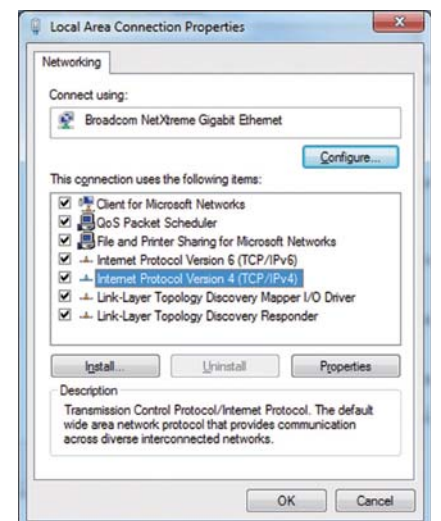 Local Area Connection Properties
X
Networking
Connect using:
Broadcom NetXtreme Gigabit Ethernet
Configure...
This connection uses the following items:
Client for Microsoft Networks
QoS Packet Scheduler
File and Printer Sharing for Microsoft Networks
Internet Protocol Version 6 (TCP/IPv6)
Internet Protocol Version 4 (TCP/IPv4)
Link-Layer Topology Discovery Mapper I/O Driver
Link-Layer Topology Discovery Responder
Install... Uninstall Properties
Description
Transmission Control Protocol/Internet Protocol. The default
wide area network protocol that provides communication
across diverse interconnected networks.
OK Cancel